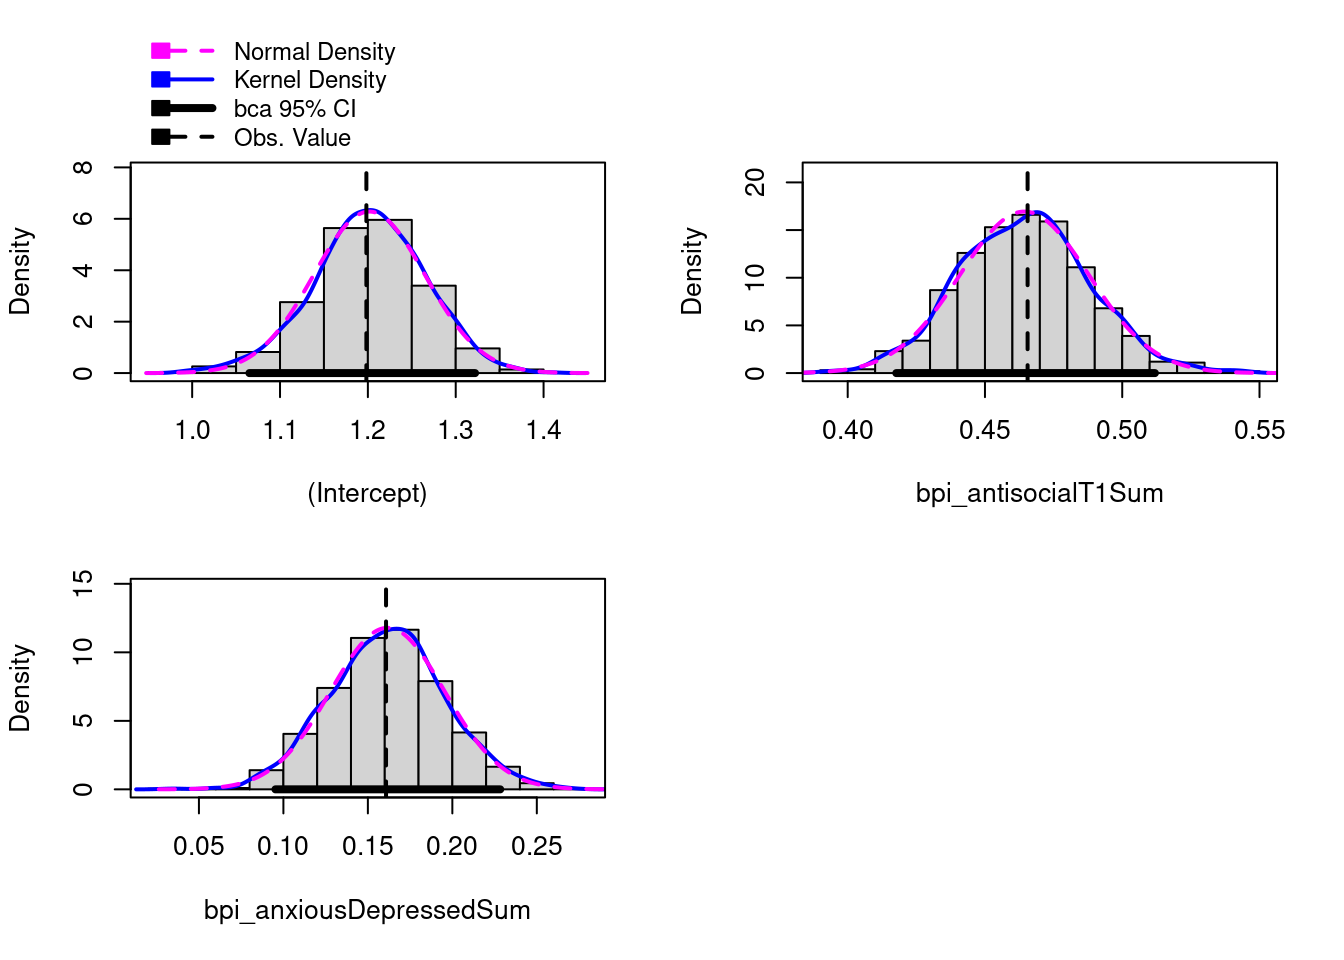 Normal Density
Kernel Density
bca 95% CI
Obs. Value
Density
0 2 4 6 8
1.0 1.1 1.2 1.3 1.4
(Intercept)
Density
0 5 10 20
0.40 0.45 0.50 0.55
bpi_antisocialT1Sum
Density
0 5 10 15
0.05 0.10 0.15 0.20 0.25
bpi_anxiousDepressedSum